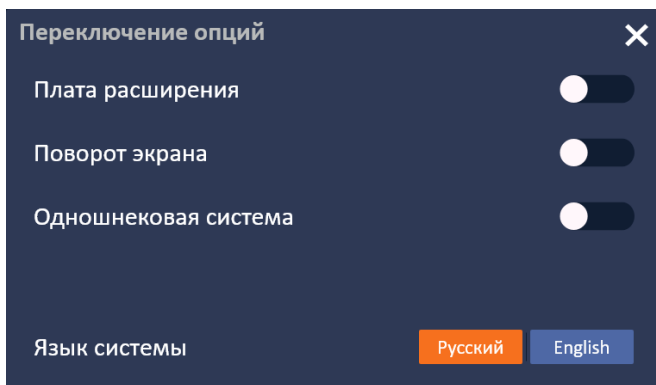 Переключение опций
Плата расширения
Поворот экрана
Одношнековая система
Язык системы Русский English